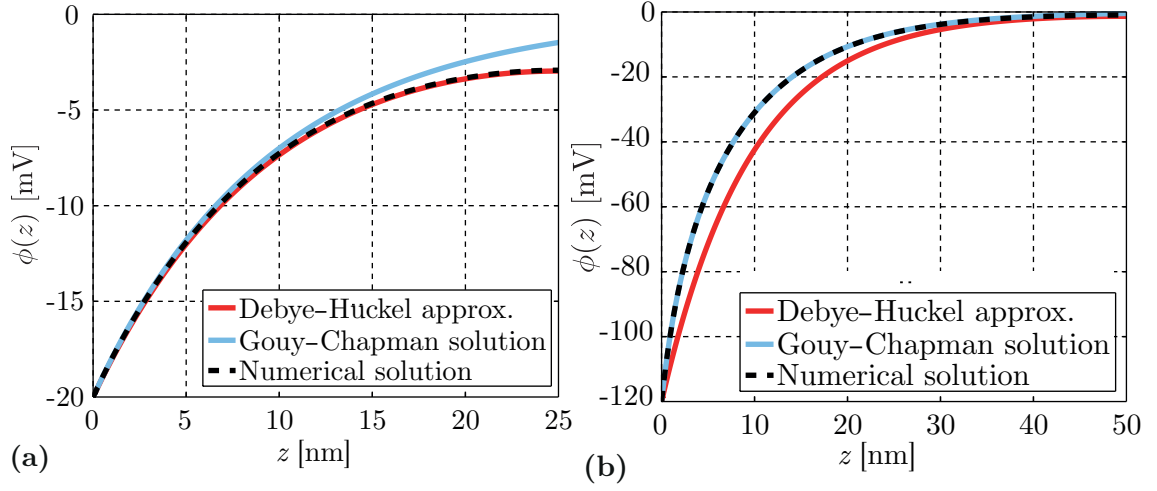 0
-5
-10
-15
-20
ϕ(z) [mV]
Debye–Huckel approx.
Gouy–Chapman solution
Numerical solution
0 5 10 15 20 25
z [nm]
(a)
0
-20
-40
-60
-80
-100
-120
ϕ(z) [mV]
Debye–Huckel approx.
Gouy–Chapman solution
Numerical solution
0 10 20 30 40 50
z [nm]
(b)